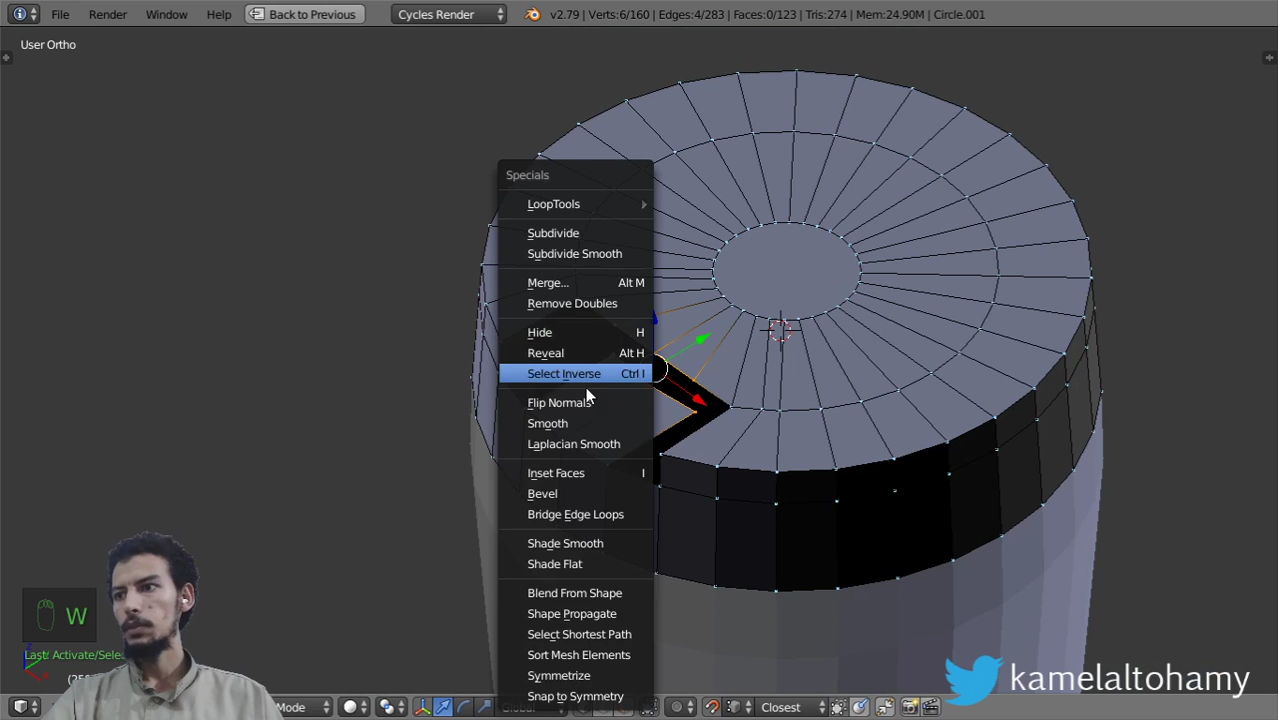 File Render Window Help Back to Previous Cycles Render v2.79 | Verts:6/160 | Edges:4/283 | Faces:0/123 | Tris:274 | Mem:24.90M | Circle.001
User Ortho
Specials
LoopTools
Subdivide
Subdivide Smooth
Merge... Alt M
Remove Doubles
Hide H
Reveal Alt H
Select Inverse Ctrl I
Flip Normals
Smooth
Laplacian Smooth
Inset Faces I
Bevel
Bridge Edge Loops
Shade Smooth
Shade Flat
Blend From Shape
Shape Propagate
Select Shortest Path
Sort Mesh Elements
Symmetrize
Snap to Symmetry
W
Last: Activate/Selec
kamelaltohamy
Mode Closest